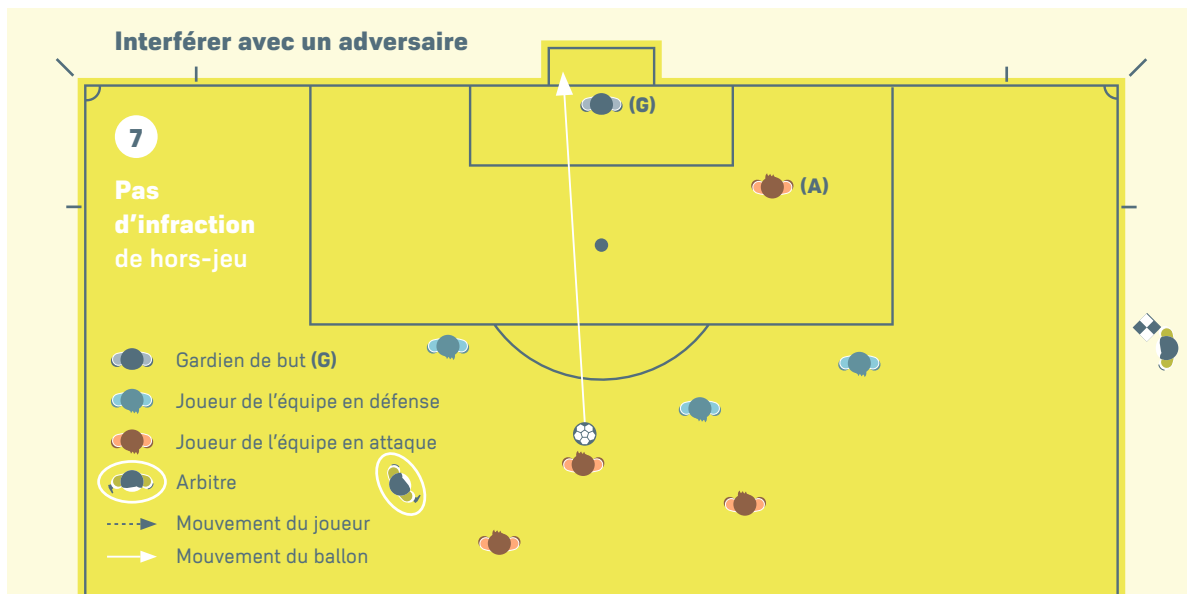 Interférer avec un adversaire
(G)
7
(A)
Pas
d'infraction
de hors-jeu
Gardien de but (G)
Joueur de l'équipe en défense
Joueur de l'équipe en attaque
Arbitre
Mouvement du joueur
Mouvement du ballon